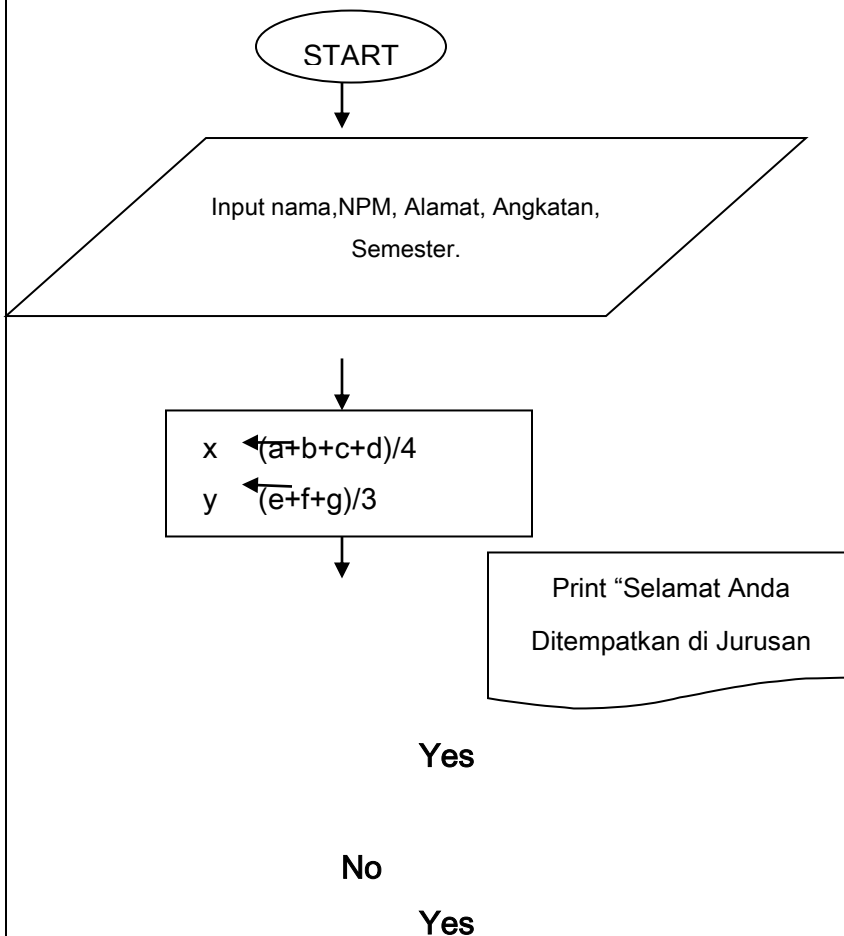 START
Input nama,NPM, Alamat, Angkatan,
Semester.
x (a+b+c+d)/4
y (e+f+g)/3
Print “Selamat Anda
Ditempatkan di Jurusan
Yes
No
Yes